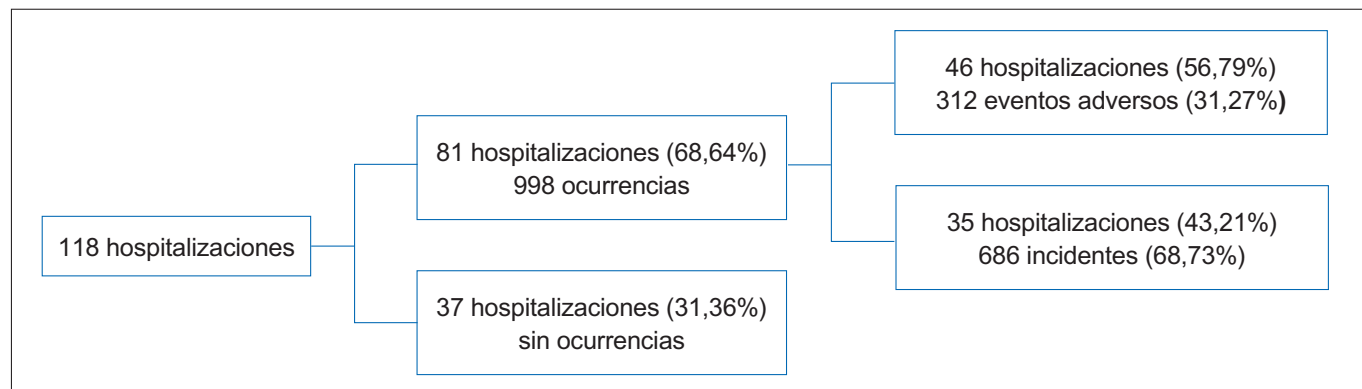 118 hospitalizaciones
81 hospitalizaciones (68,64%)
998 ocurrencias
37 hospitalizaciones (31,36%)
sin ocurrencias
46 hospitalizaciones (56,79%)
312 eventos adversos (31,27%)
35 hospitalizaciones (43,21%)
686 incidentes (68,73%)